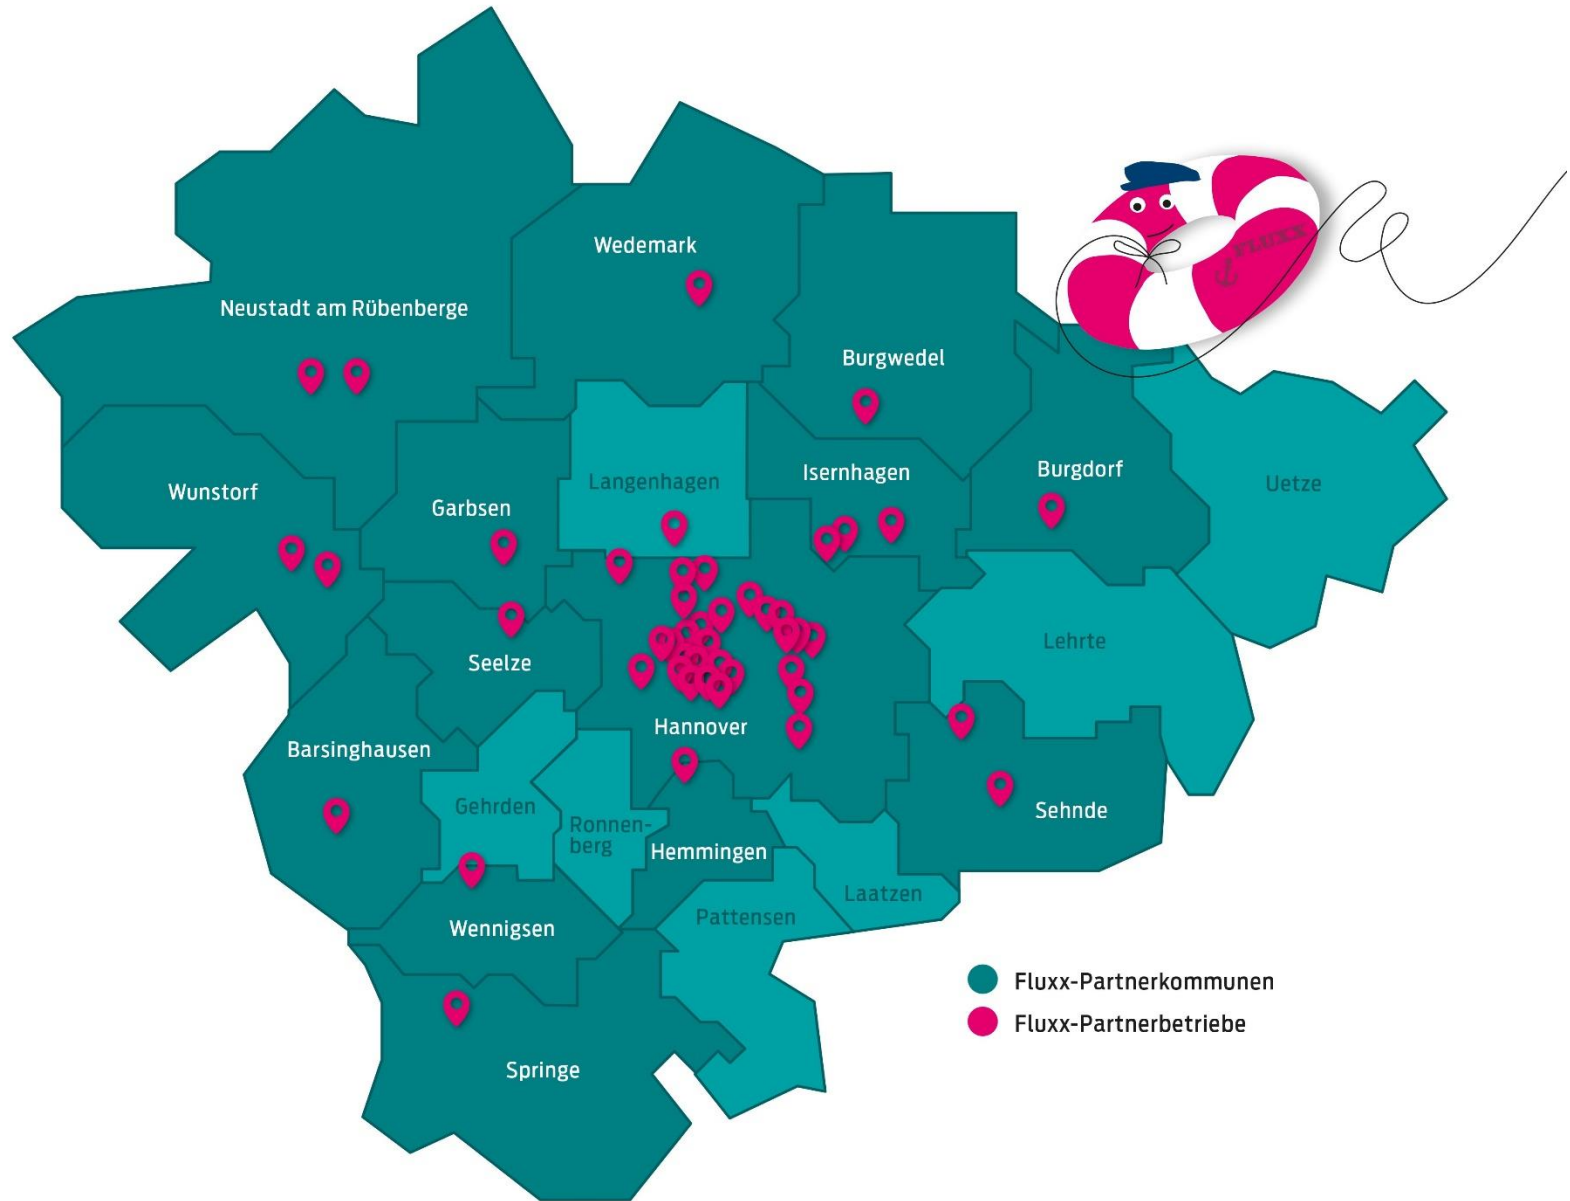 Wedemark
FLUXX
Neustadt am Rübenberge
Burgwedel
Langenhagen
Isernhagen
Burgdorf
Uetze
Wunstorf
Garbsen
Lehrte
Seelze
Hannover
Barsinghausen
Gehrden
Ronnen-
berg
Sehnde
Hemmingen
Laatzen
Pattensen
Wennigsen
Springe
Fluxx-Partnerkommunen
Fluxx-Partnerbetriebe